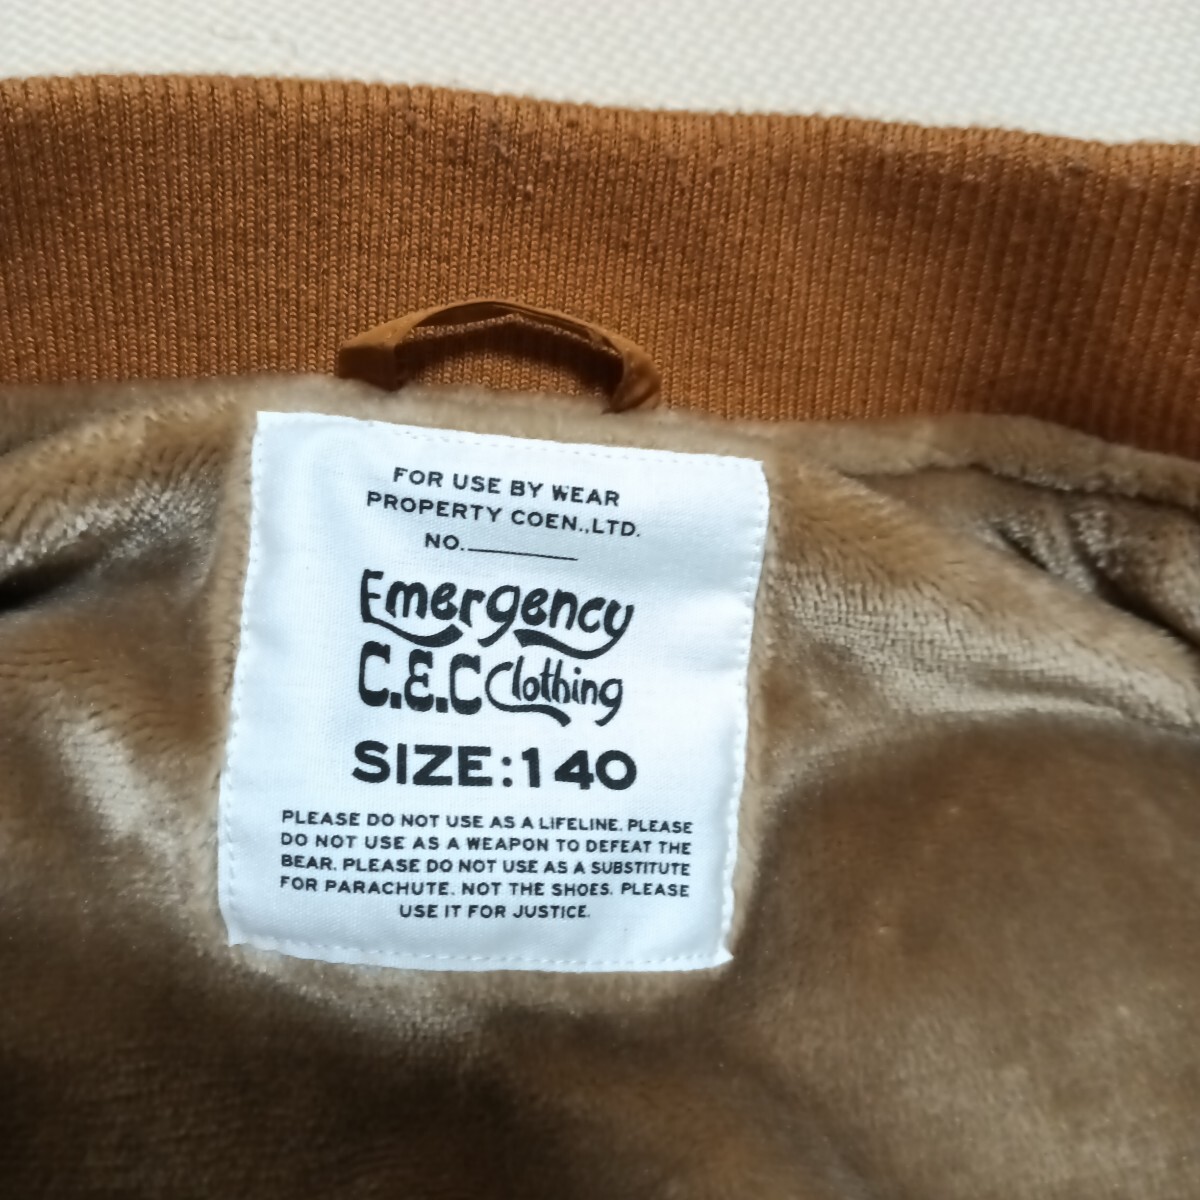 FOR USE BY WEAR
PROPERTY COEN.,LTD.
NO.
Emergency
C.E.C Clothing
SIZE:140
PLEASE DO NOT USE AS A LIFELINE. PLEASE
DO NOT USE AS A WEAPON TO DEFEAT THE
BEAR. PLEASE DO NOT USE AS A SUBSTITUTE
FOR PARACHUTE. NOT THE SHOES. PLEASE
USE IT FOR JUSTICE.